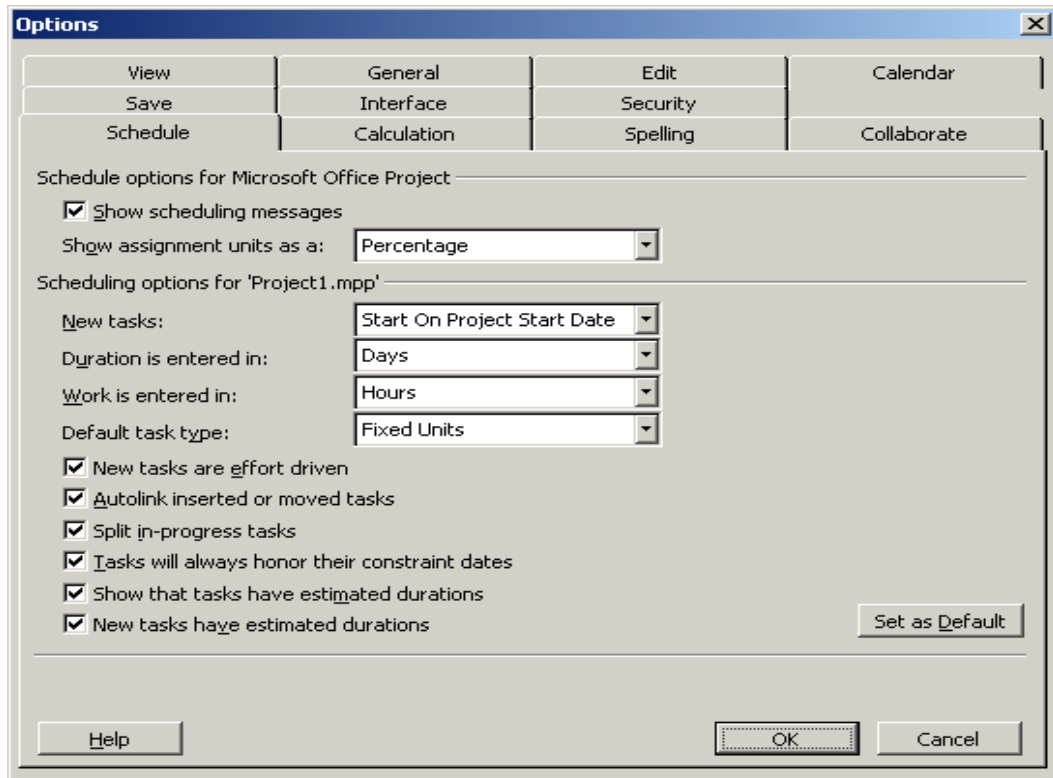 Options
View General Edit Calendar
Save Interface Security
Schedule Calculation Spelling Collaborate
Schedule options for Microsoft Office Project
Show scheduling messages
Show assignment units as a: Percentage
Scheduling options for 'Project1.mpp'
New tasks: Start On Project Start Date
Duration is entered in: Days
Work is entered in: Hours
Default task type: Fixed Units
New tasks are effort driven
Autolink inserted or moved tasks
Split in-progress tasks
Tasks will always honor their constraint dates
Show that tasks have estimated durations
New tasks have estimated durations Set as Default
Help OK Cancel